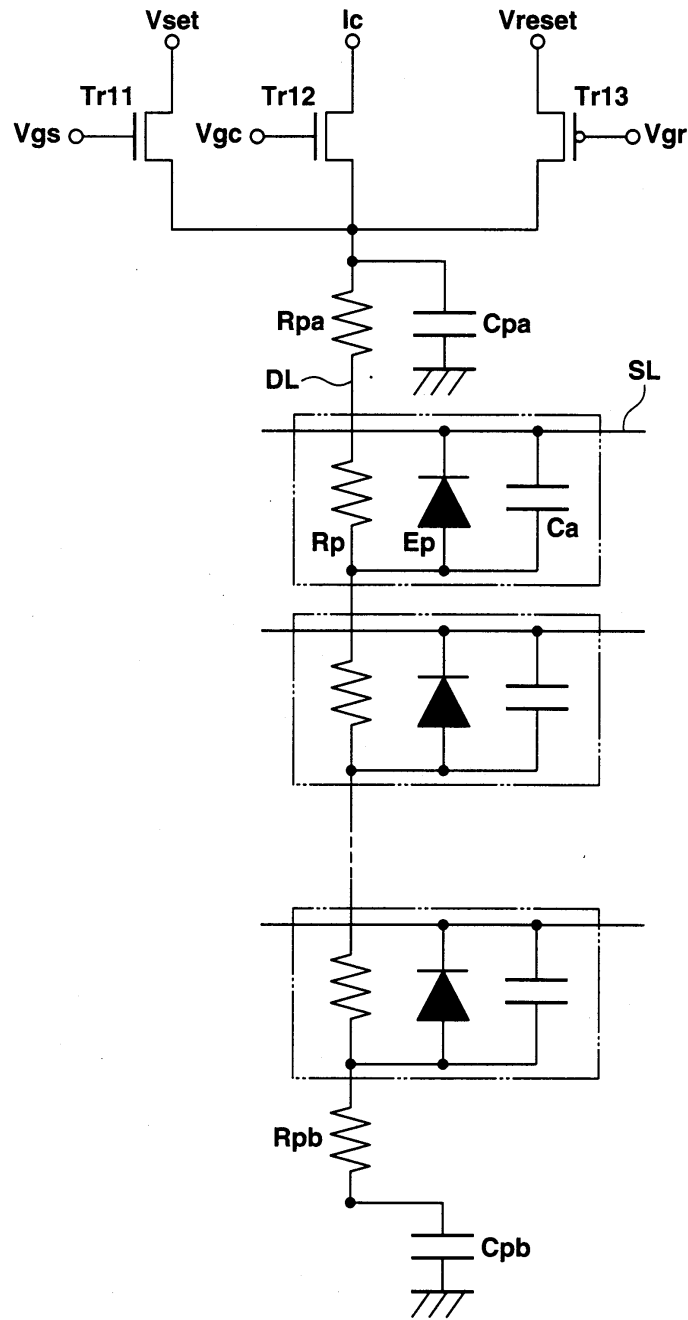 Vset
Ic
Vreset
Tr11
Tr12
Tr13
Vgs
Vgc
Vgr
Rpa
Cpa
DL
SL
Rp
Ep
Ca
Rpb
Cpb